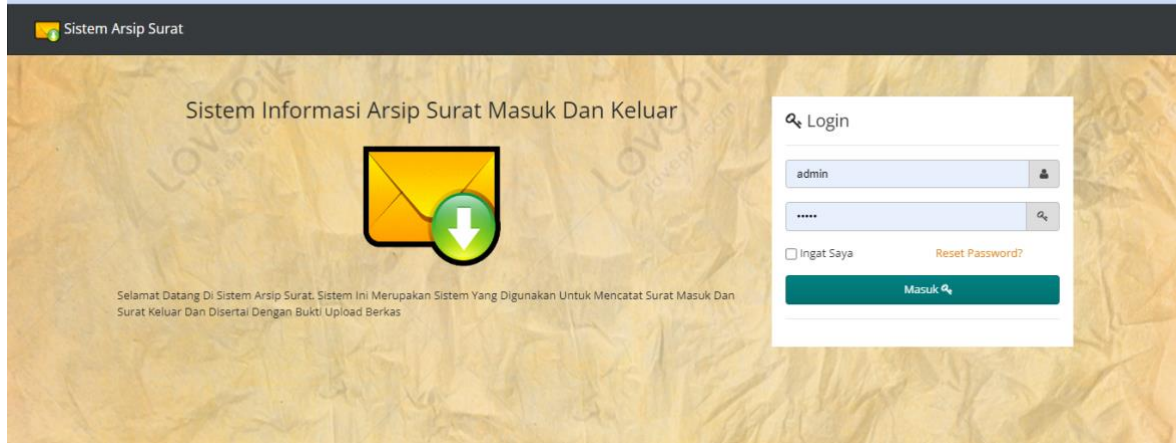 Sistem Arsip Surat
Sistem Informasi Arsip Surat Masuk Dan Keluar
Selamat Datang Di Sistem Arsip Surat. Sistem Ini Merupakan Sistem Yang Digunakan Untuk Mencatat Surat Masuk Dan
Surat Keluar Dan Disertai Dengan Bukti Upload Berkas
Login
admin
•••••
Ingat Saya
Reset Password?
Masuk